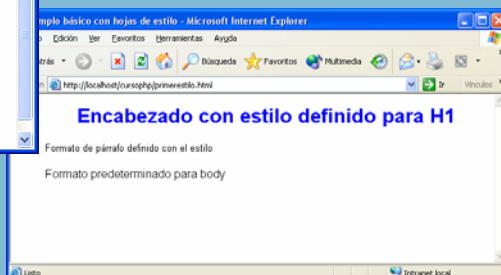 mplo básico con hojas de estilo - Microsoft Internet Explorer
Edición Ver Favoritos Herramientas Ayuda
trás Búsqueda Favoritos Multimedia
http://localhost/cursophp/primerestilo.html Ir Vínculos
Encabezado con estilo definido para H1
Formato de párrafo definido con el estilo
Formato predeterminado para body
Listo Intranet local